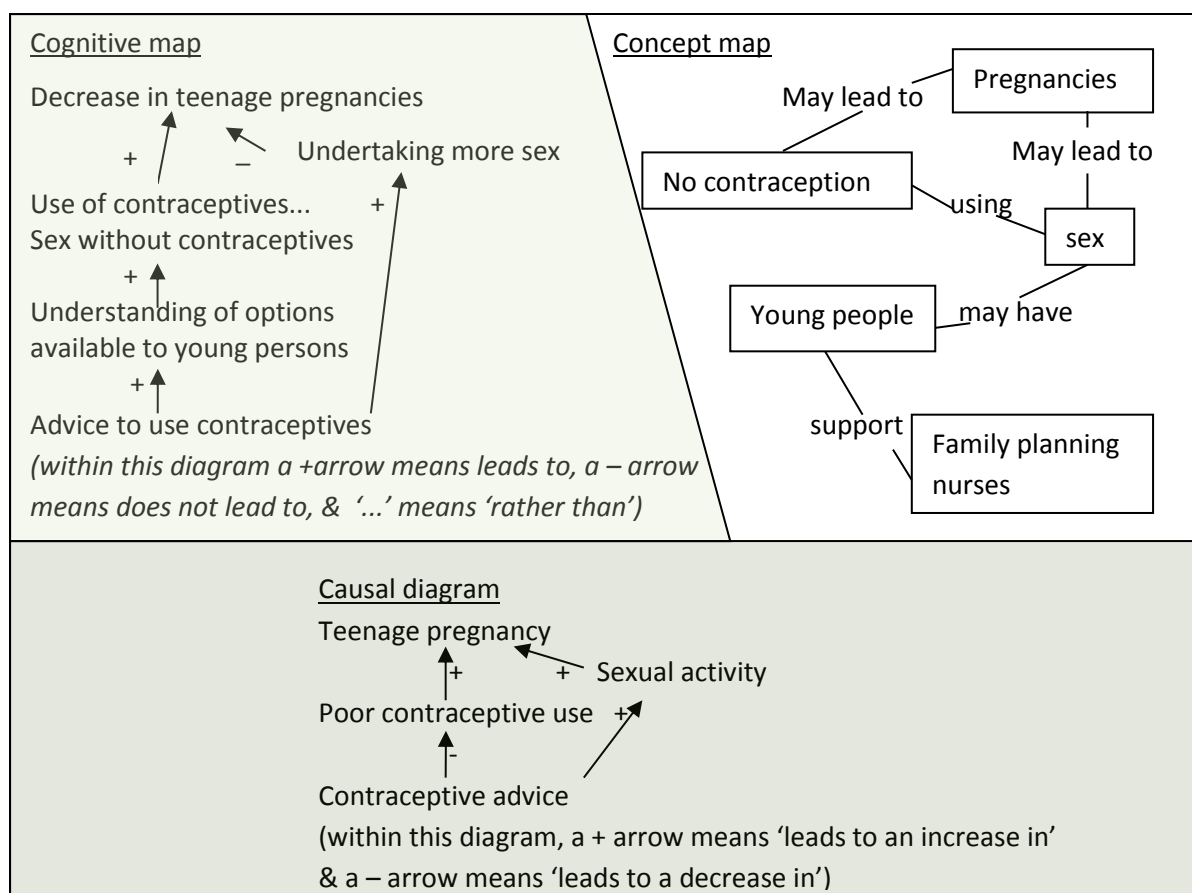 Cognitive map
Decrease in teenage pregnancies
+
–
Undertaking more sex
Use of contraceptives...
+
Sex without contraceptives
+
Understanding of options
available to young persons
+
Advice to use contraceptives
(within this diagram a +arrow means leads to, a – arrow
means does not lead to, & ‘...’ means ‘rather than’)
Concept map
Pregnancies
May lead to
May lead to
No contraception
using
sex
Young people
may have
support
Family planning
nurses
Causal diagram
Teenage pregnancy
+
+
Sexual activity
Poor contraceptive use
+
-
Contraceptive advice
(within this diagram, a + arrow means ‘leads to an increase in’
& a – arrow means ‘leads to a decrease in’)